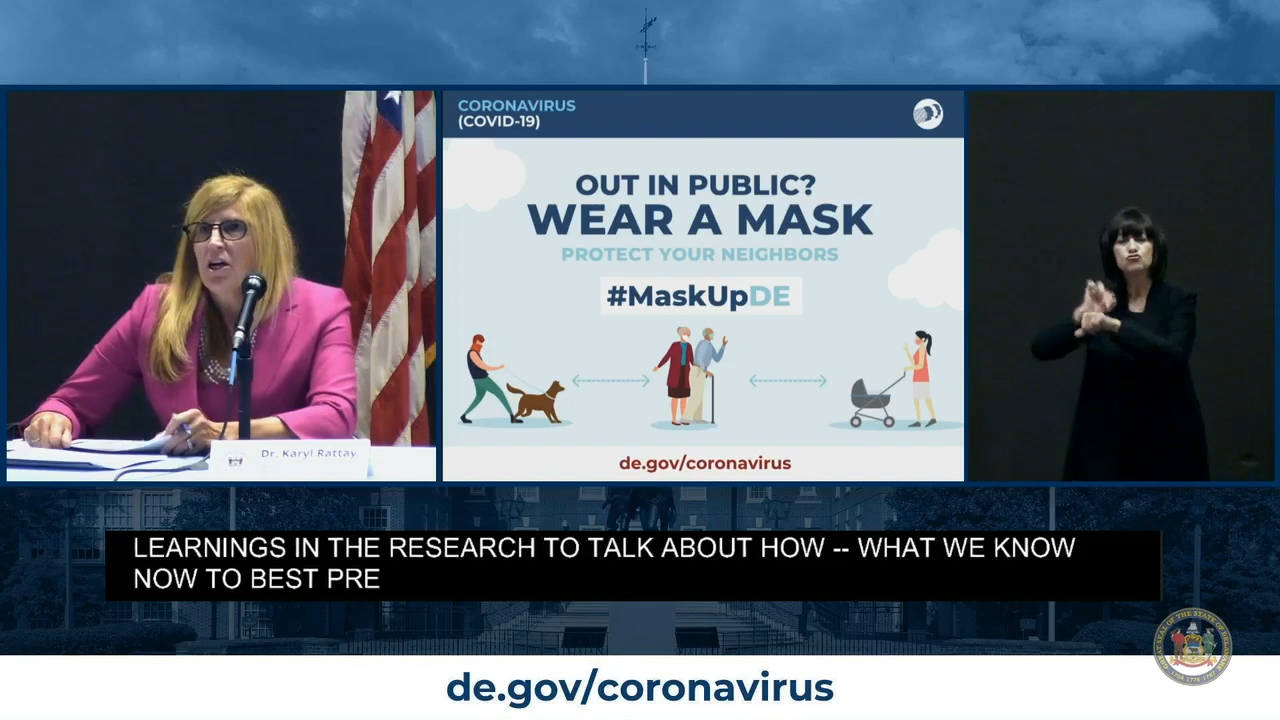 CORONAVIRUS
(COVID-19)
OUT IN PUBLIC?
WEAR A MASK
PROTECT YOUR NEIGHBORS
#MaskUpDE
de.gov/coronavirus
Dr. Karyl Rattay
LEARNINGS IN THE RESEARCH TO TALK ABOUT HOW -- WHAT WE KNOW
NOW TO BEST PRE
de.gov/coronavirus